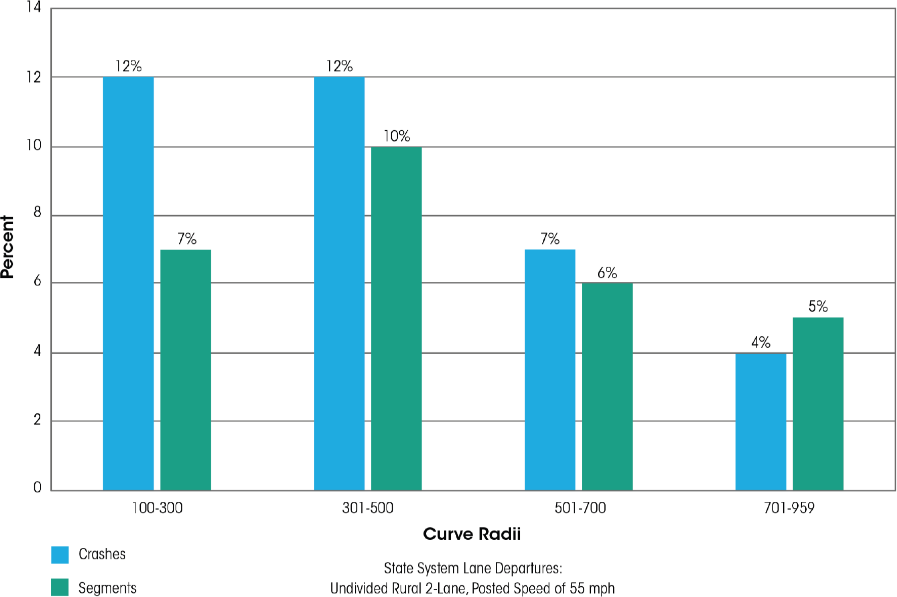 14
12% 12%
12
10%
10
8
7% 7%
6%
6
5%
4%
4
2
0
Percent
100-300 301-500 501-700 701-959
Curve Radii
Crashes
Segments
State System Lane Departures:
Undivided Rural 2-Lane, Posted Speed of 55 mph